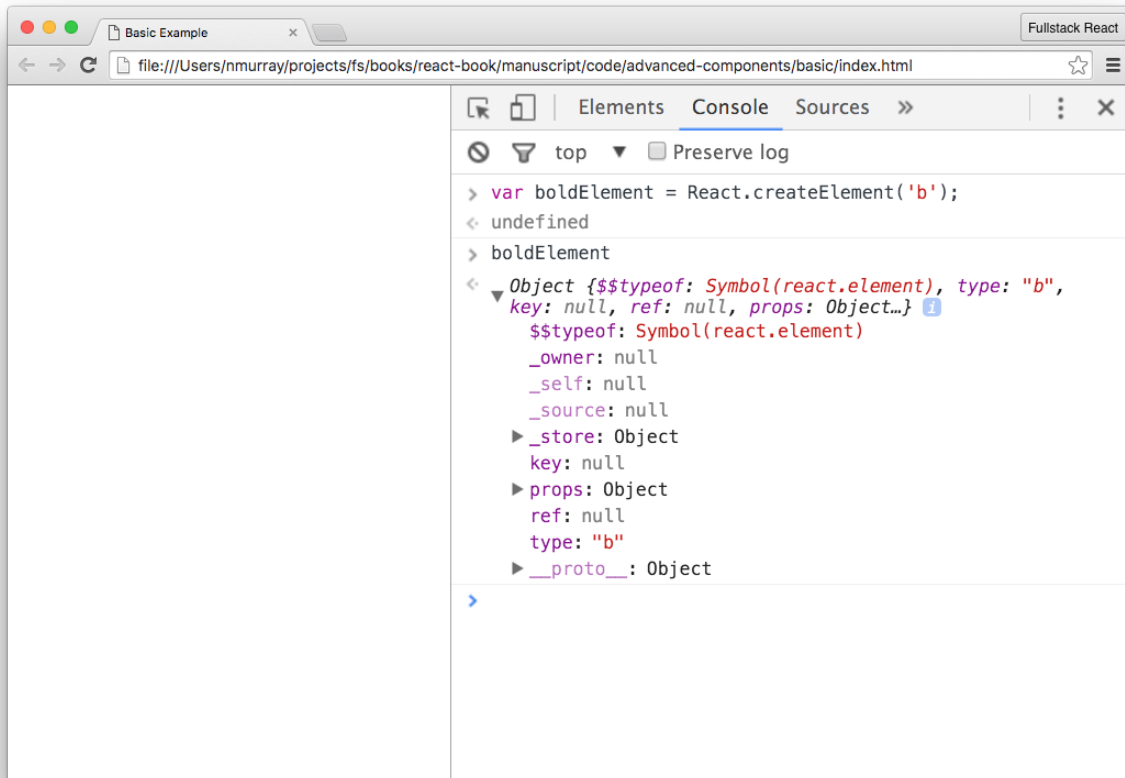 Basic Example
Fullstack React
file:///Users/nmurray/projects/fs/books/react-book/manuscript/code/advanced-components/basic/index.html
Elements Console Sources »
top ▼ Preserve log
> var boldElement = React.createElement('b');
undefined
> boldElement
Object {$$typeof: Symbol(react.element), type: "b",
key: null, ref: null, props: Object…} i
$$typeof: Symbol(react.element)
_owner: null
_self: null
_source: null
▶ _store: Object
key: null
▶ props: Object
ref: null
type: "b"
▶ __proto__: Object
>